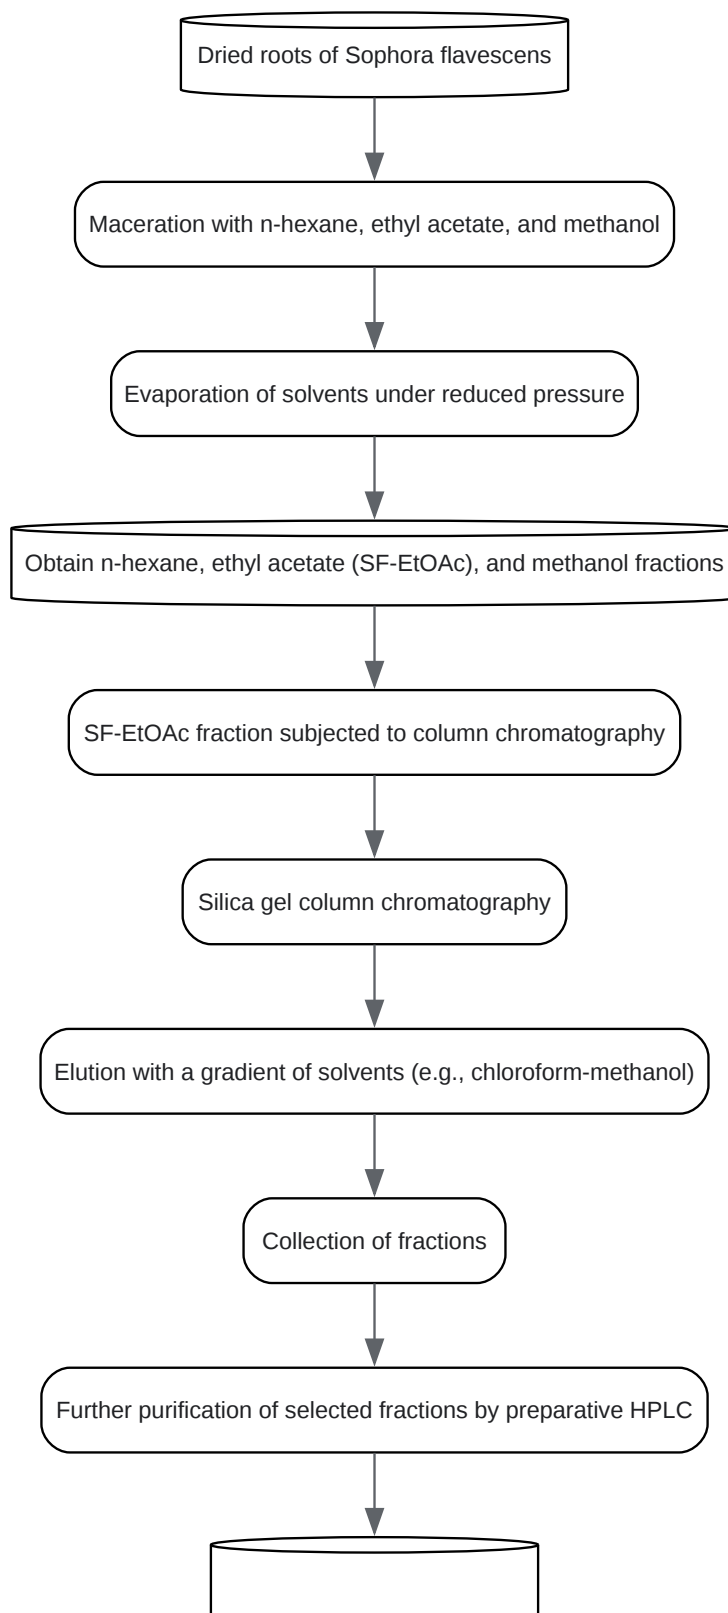 Dried roots of Sophora flavescens
Maceration with n-hexane, ethyl acetate, and methanol
Evaporation of solvents under reduced pressure
Obtain n-hexane, ethyl acetate (SF-EtOAc), and methanol fractions
SF-EtOAc fraction subjected to column chromatography
Silica gel column chromatography
Elution with a gradient of solvents (e.g., chloroform-methanol)
Collection of fractions
Further purification of selected fractions by preparative HPLC